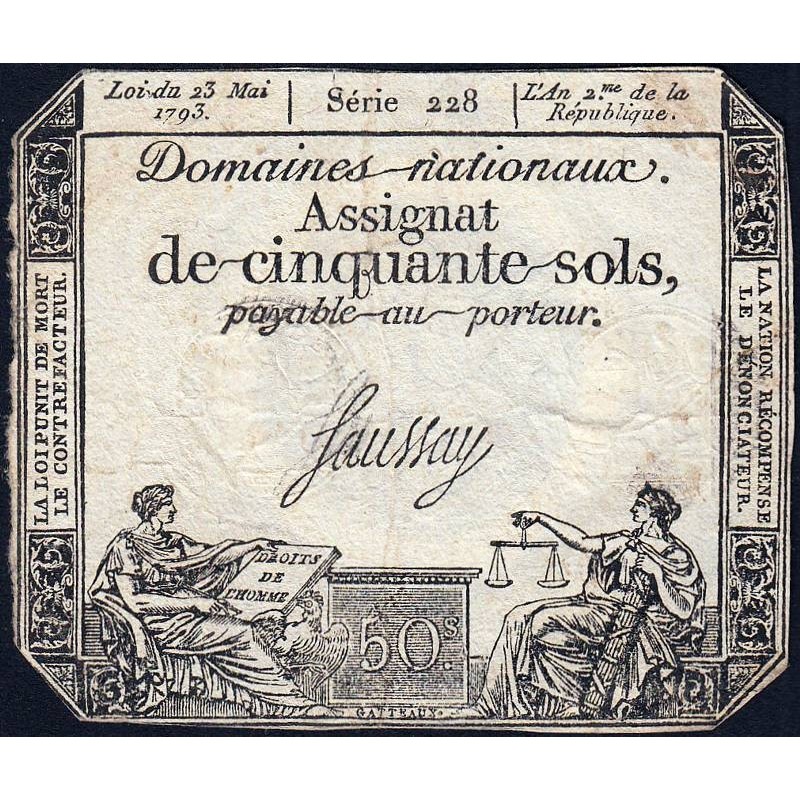 Loi du 23 Mai
1793.
Série 228
L'An 2.me de la
République.
Domaines nationaux.
Assignat
de cinquante sols,
payable au porteur.
Saussay
LA LOI PUNIT DE MORT
LE CONTREFACTEUR.
LA NATION RÉCOMPENSE
LE DÉNONCIATEUR.
DROITS
DE
L'HOMME
50.s
GATTEAUX.